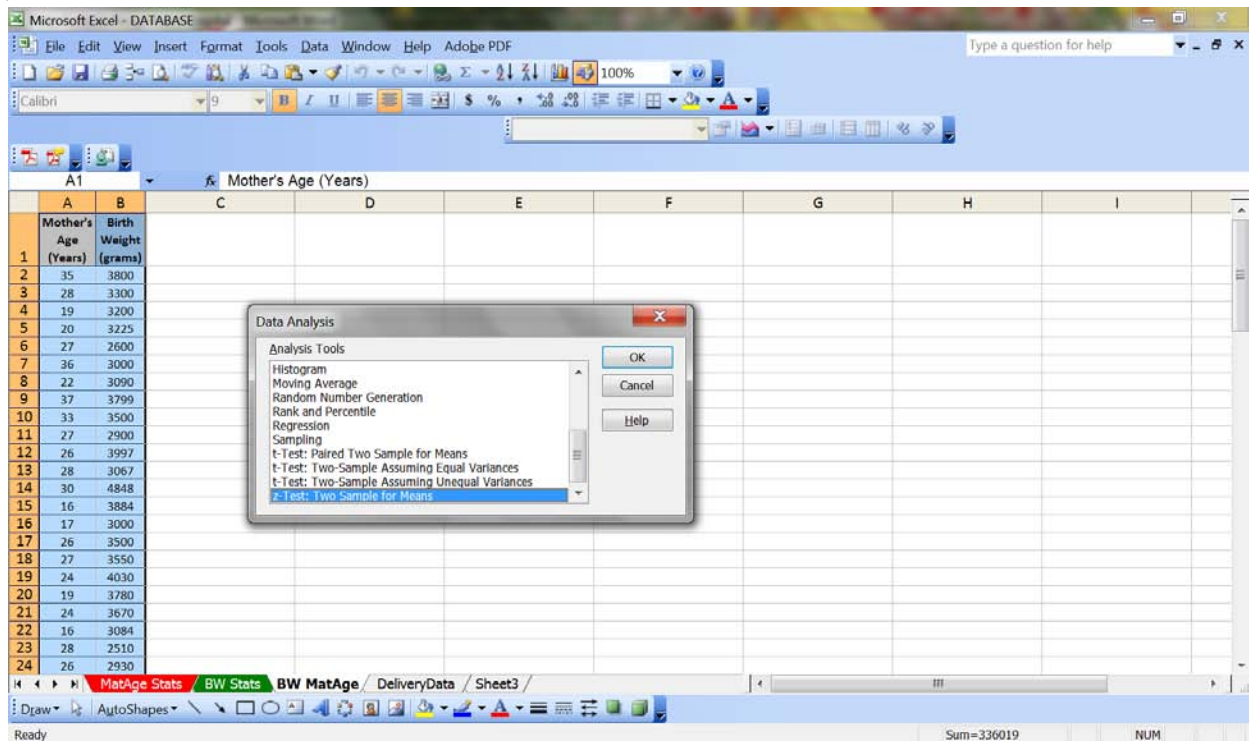 Microsoft Excel - DATABASE
File Edit View Insert Format Tools Data Window Help Adobe PDF Type a question for help
100%
Calibri 9 B I U $ % ,
A1 fx Mother's Age (Years)
A B C D E F G H I
1 Mother's Age (Years) Birth Weight (grams)
2 35 3800
3 28 3300
4 19 3200
5 20 3225
6 27 2600
7 36 3000
8 22 3090
9 37 3799
10 33 3500
11 27 2900
12 26 3997
13 28 3067
14 30 4848
15 16 3884
16 17 3000
17 26 3500
18 27 3550
19 24 4030
20 19 3780
21 24 3670
22 16 3084
23 28 2510
24 26 2930
Data Analysis
Analysis Tools
Histogram
Moving Average
Random Number Generation
Rank and Percentile
Regression
Sampling
t-Test: Paired Two Sample for Means
t-Test: Two-Sample Assuming Equal Variances
t-Test: Two-Sample Assuming Unequal Variances
z-Test: Two Sample for Means
OK
Cancel
Help
MatAge Stats BW Stats BW MatAge DeliveryData Sheet3
Draw AutoShapes
Ready Sum=336019 NUM